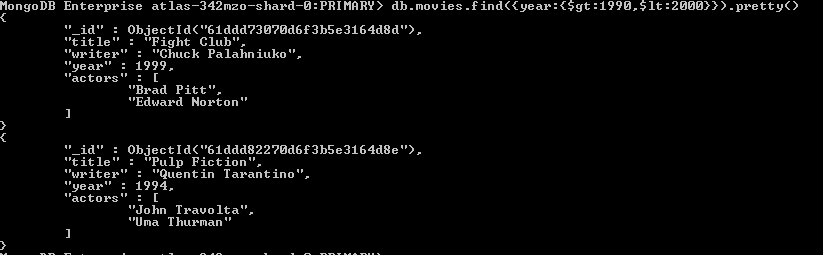 MongoDB Enterprise atlas-342mzo-shard-0:PRIMARY> db.movies.find({year:{$gt:1990,$lt:2000}}).pretty()
{
        "_id" : ObjectId("61ddd73070d6f3b5e3164d8d"),
        "title" : "Fight Club",
        "writer" : "Chuck Palahniuko",
        "year" : 1999,
        "actors" : [
                "Brad Pitt",
                "Edward Norton"
        ]
}
{
        "_id" : ObjectId("61ddd82270d6f3b5e3164d8e"),
        "title" : "Pulp Fiction",
        "writer" : "Quentin Tarantino",
        "year" : 1994,
        "actors" : [
                "John Travolta",
                "Uma Thurman"
        ]
}